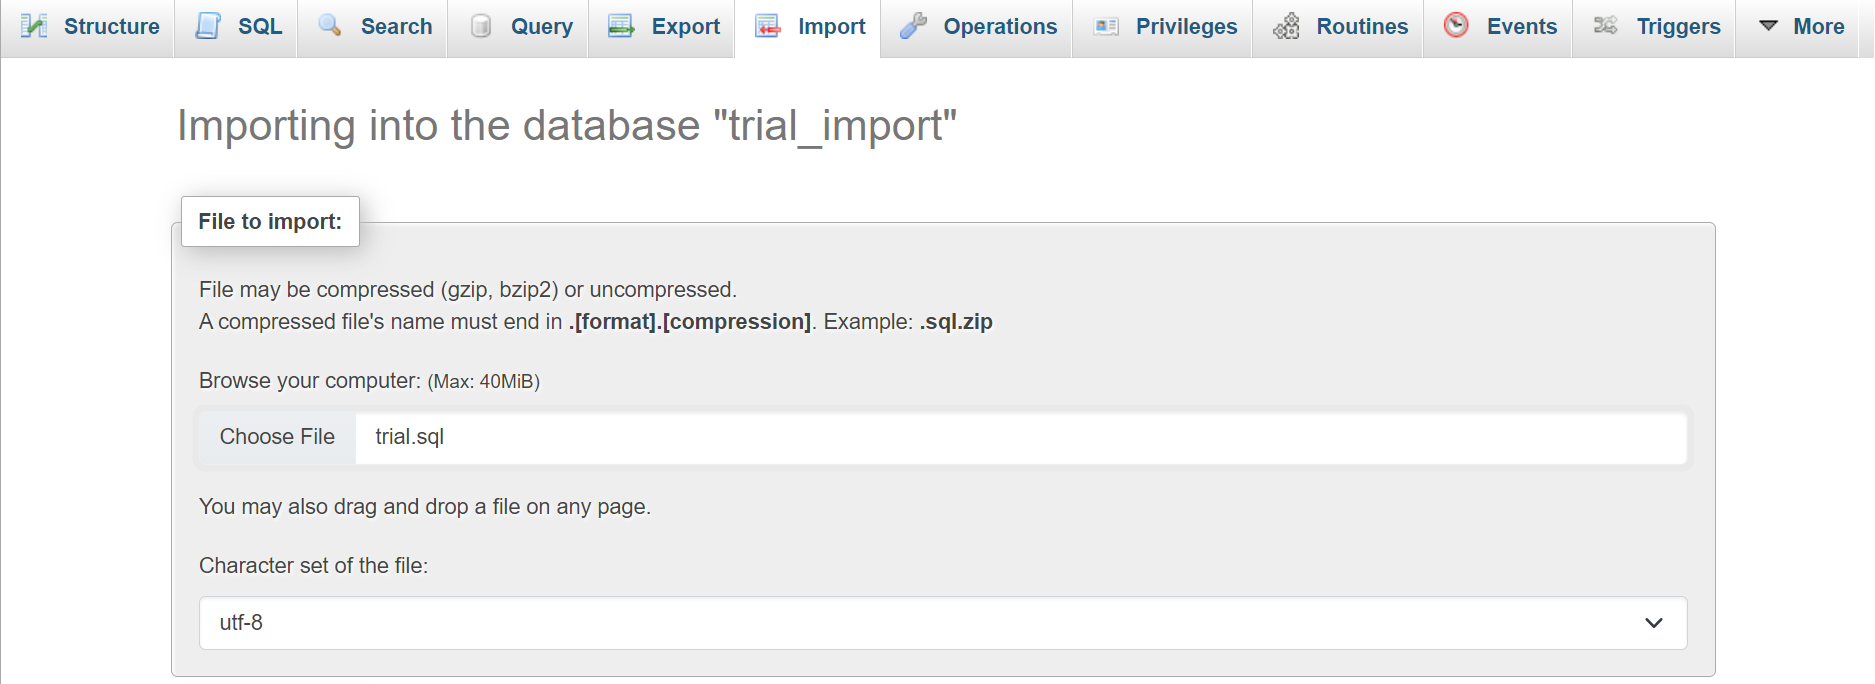 Structure SQL Search Query Export Import Operations Privileges Routines Events Triggers More
Importing into the database "trial_import"
File to import:
File may be compressed (gzip, bzip2) or uncompressed.
A compressed file's name must end in .[format].[compression]. Example: .sql.zip
Browse your computer: (Max: 40MiB)
Choose File trial.sql
You may also drag and drop a file on any page.
Character set of the file:
utf-8